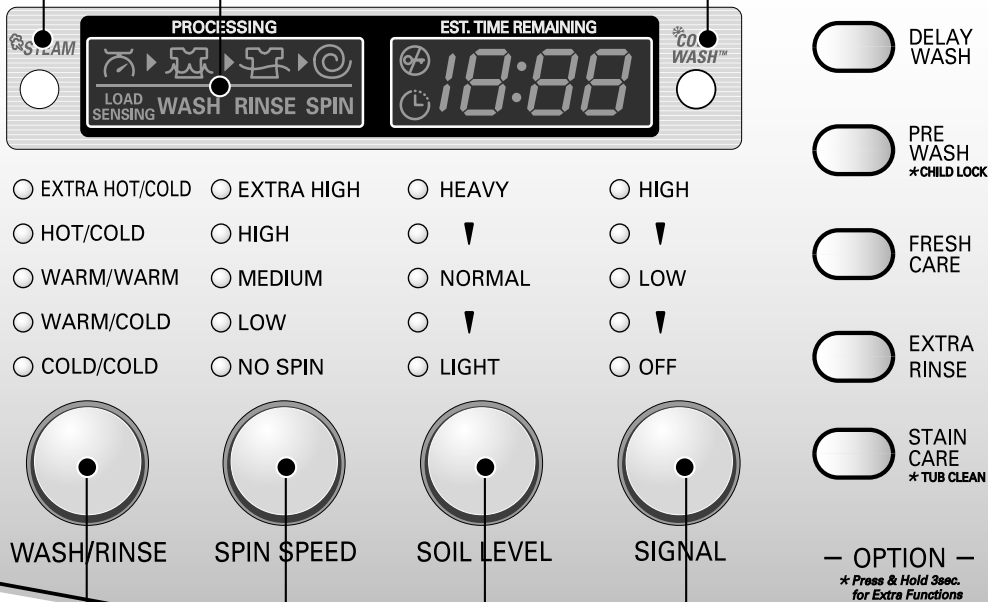 PROCESSING
EST. TIME REMAINING
STEAM
WASH™
18:88
LOAD
SENSING
WASH RINSE SPIN
EXTRA HOT/COLD
HOT/COLD
WARM/WARM
WARM/COLD
COLD/COLD
WASH/RINSE
EXTRA HIGH
HIGH
MEDIUM
LOW
NO SPIN
SPIN SPEED
HEAVY
NORMAL
LIGHT
SOIL LEVEL
HIGH
LOW
OFF
SIGNAL
DELAY
WASH
PRE
WASH
*CHILD LOCK
FRESH
CARE
EXTRA
RINSE
STAIN
CARE
* TUB CLEAN
– OPTION –
* Press & Hold 3sec.
for Extra Functions